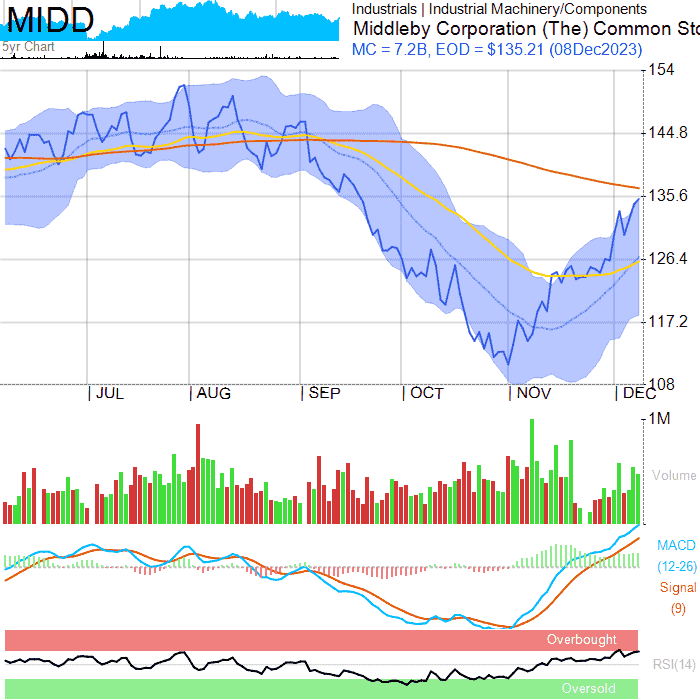 MIDD
5yr Chart
Industrials | Industrial Machinery/Components
Middleby Corporation (The) Common Sto
MC = 7.2B, EOD = $135.21 (08Dec2023)
154
144.8
135.6
126.4
117.2
108
JUL
AUG
SEP
OCT
NOV
DEC
1M
Volume
MACD
(12-26)
Signal
(9)
Overbought
RSI(14)
Oversold